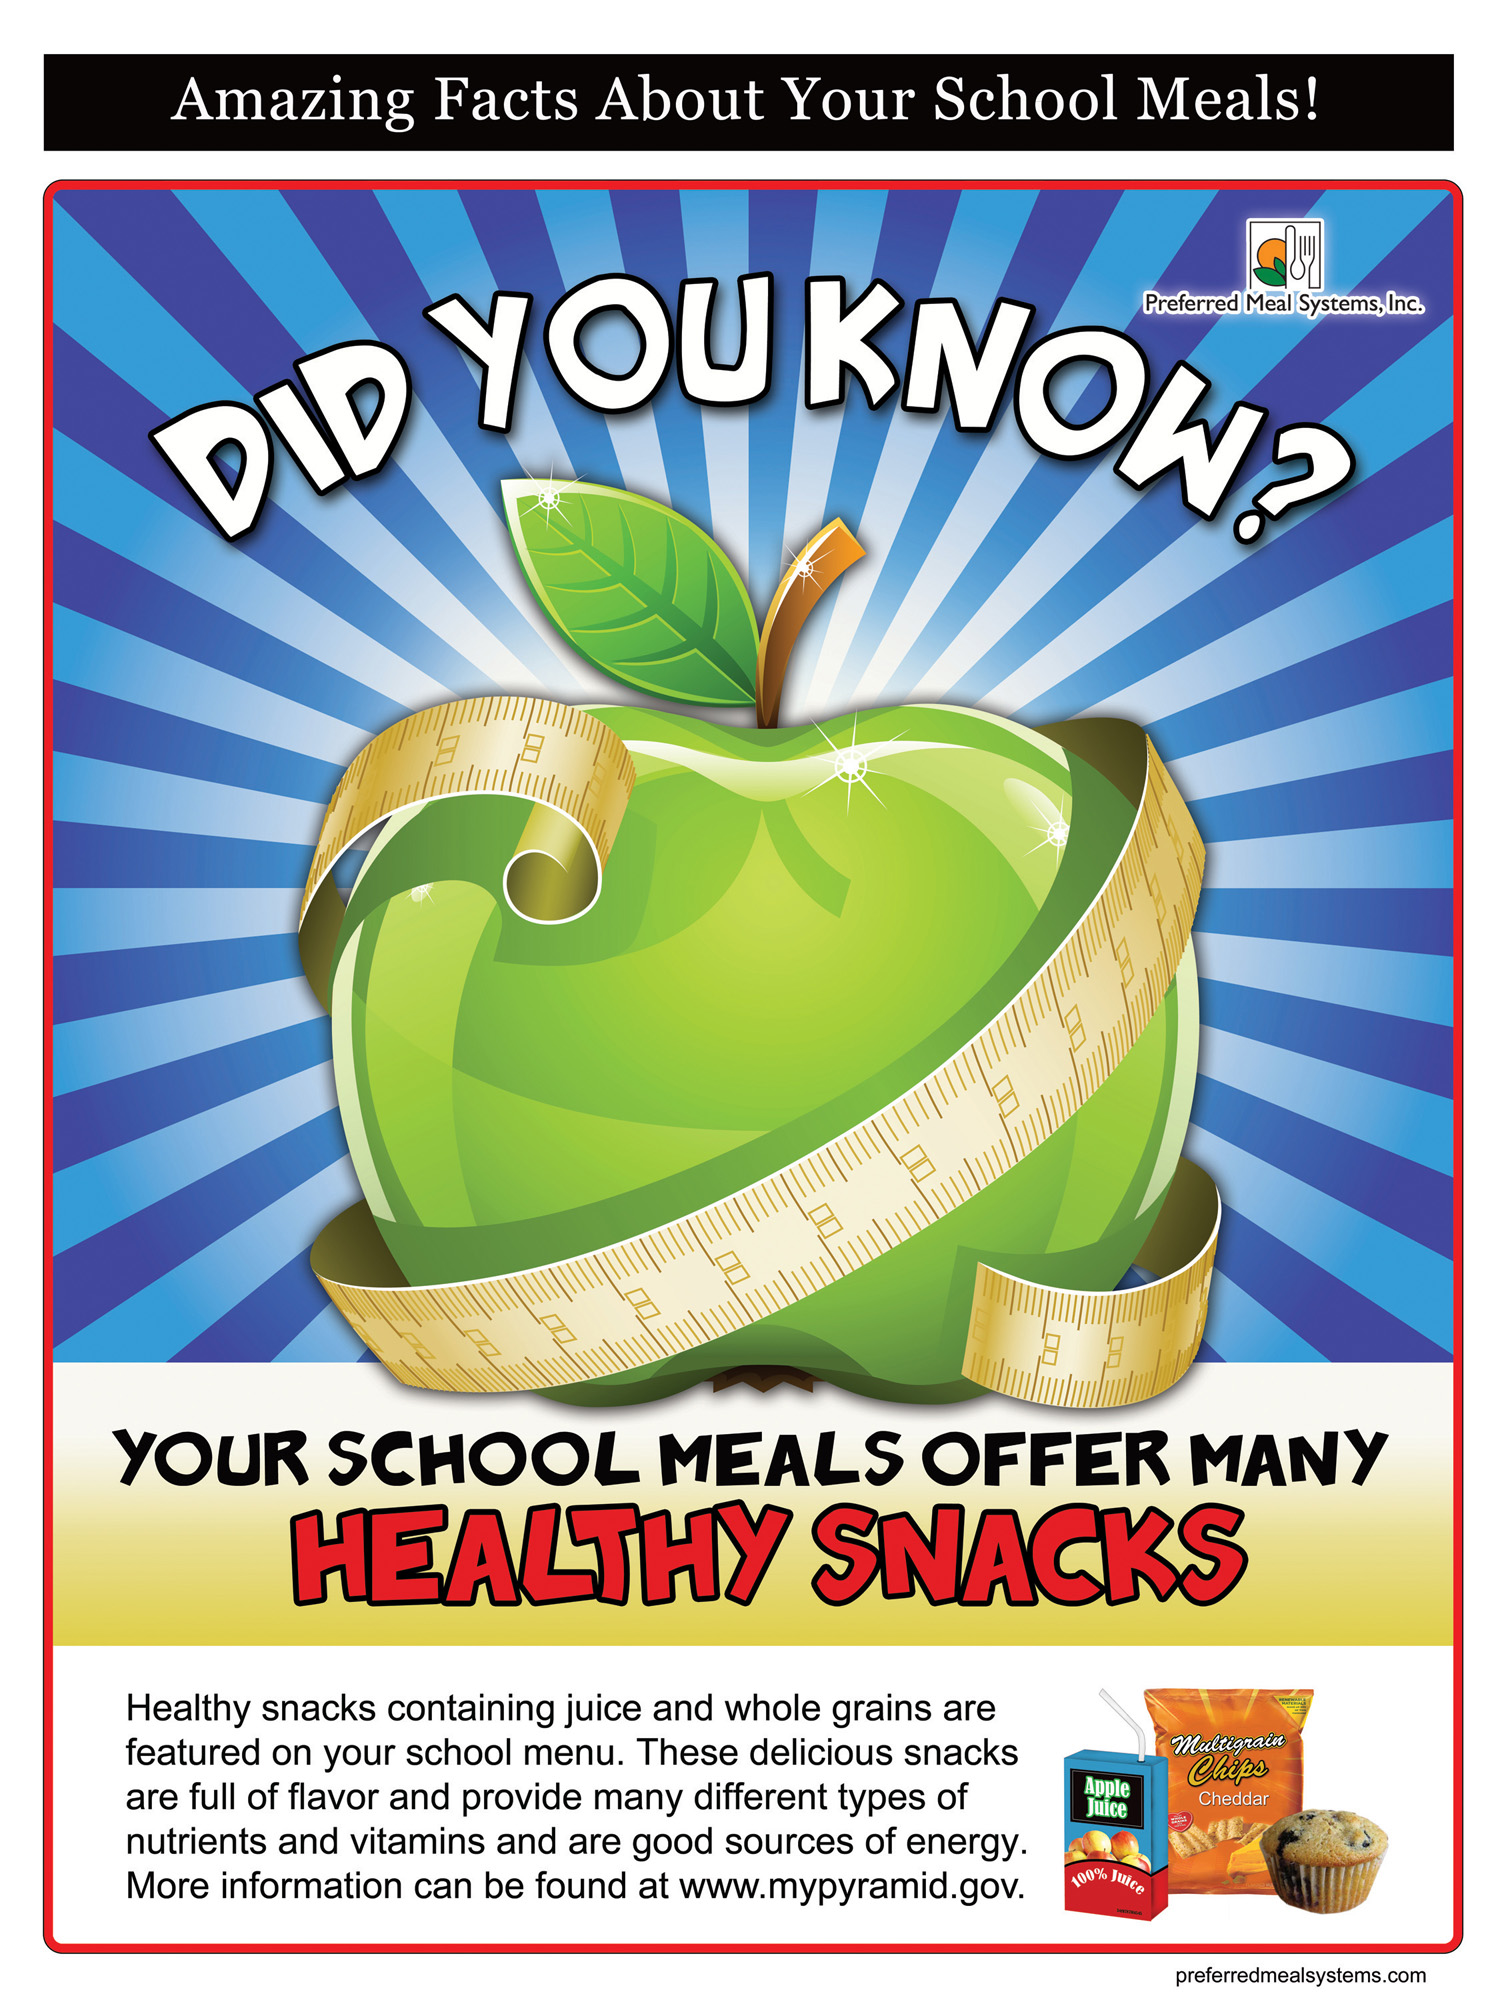 Amazing Facts About Your School Meals!
Preferred Meal Systems, Inc.
DID YOU KNOW?
YOUR SCHOOL MEALS OFFER MANY
HEALTHY SNACKS
Healthy snacks containing juice and whole grains are
featured on your school menu. These delicious snacks
are full of flavor and provide many different types of
nutrients and vitamins and are good sources of energy.
More information can be found at www.mypyramid.gov.
Multigrain
Chips
Cheddar
Apple
Juice
100% Juice
preferredmealsystems.com